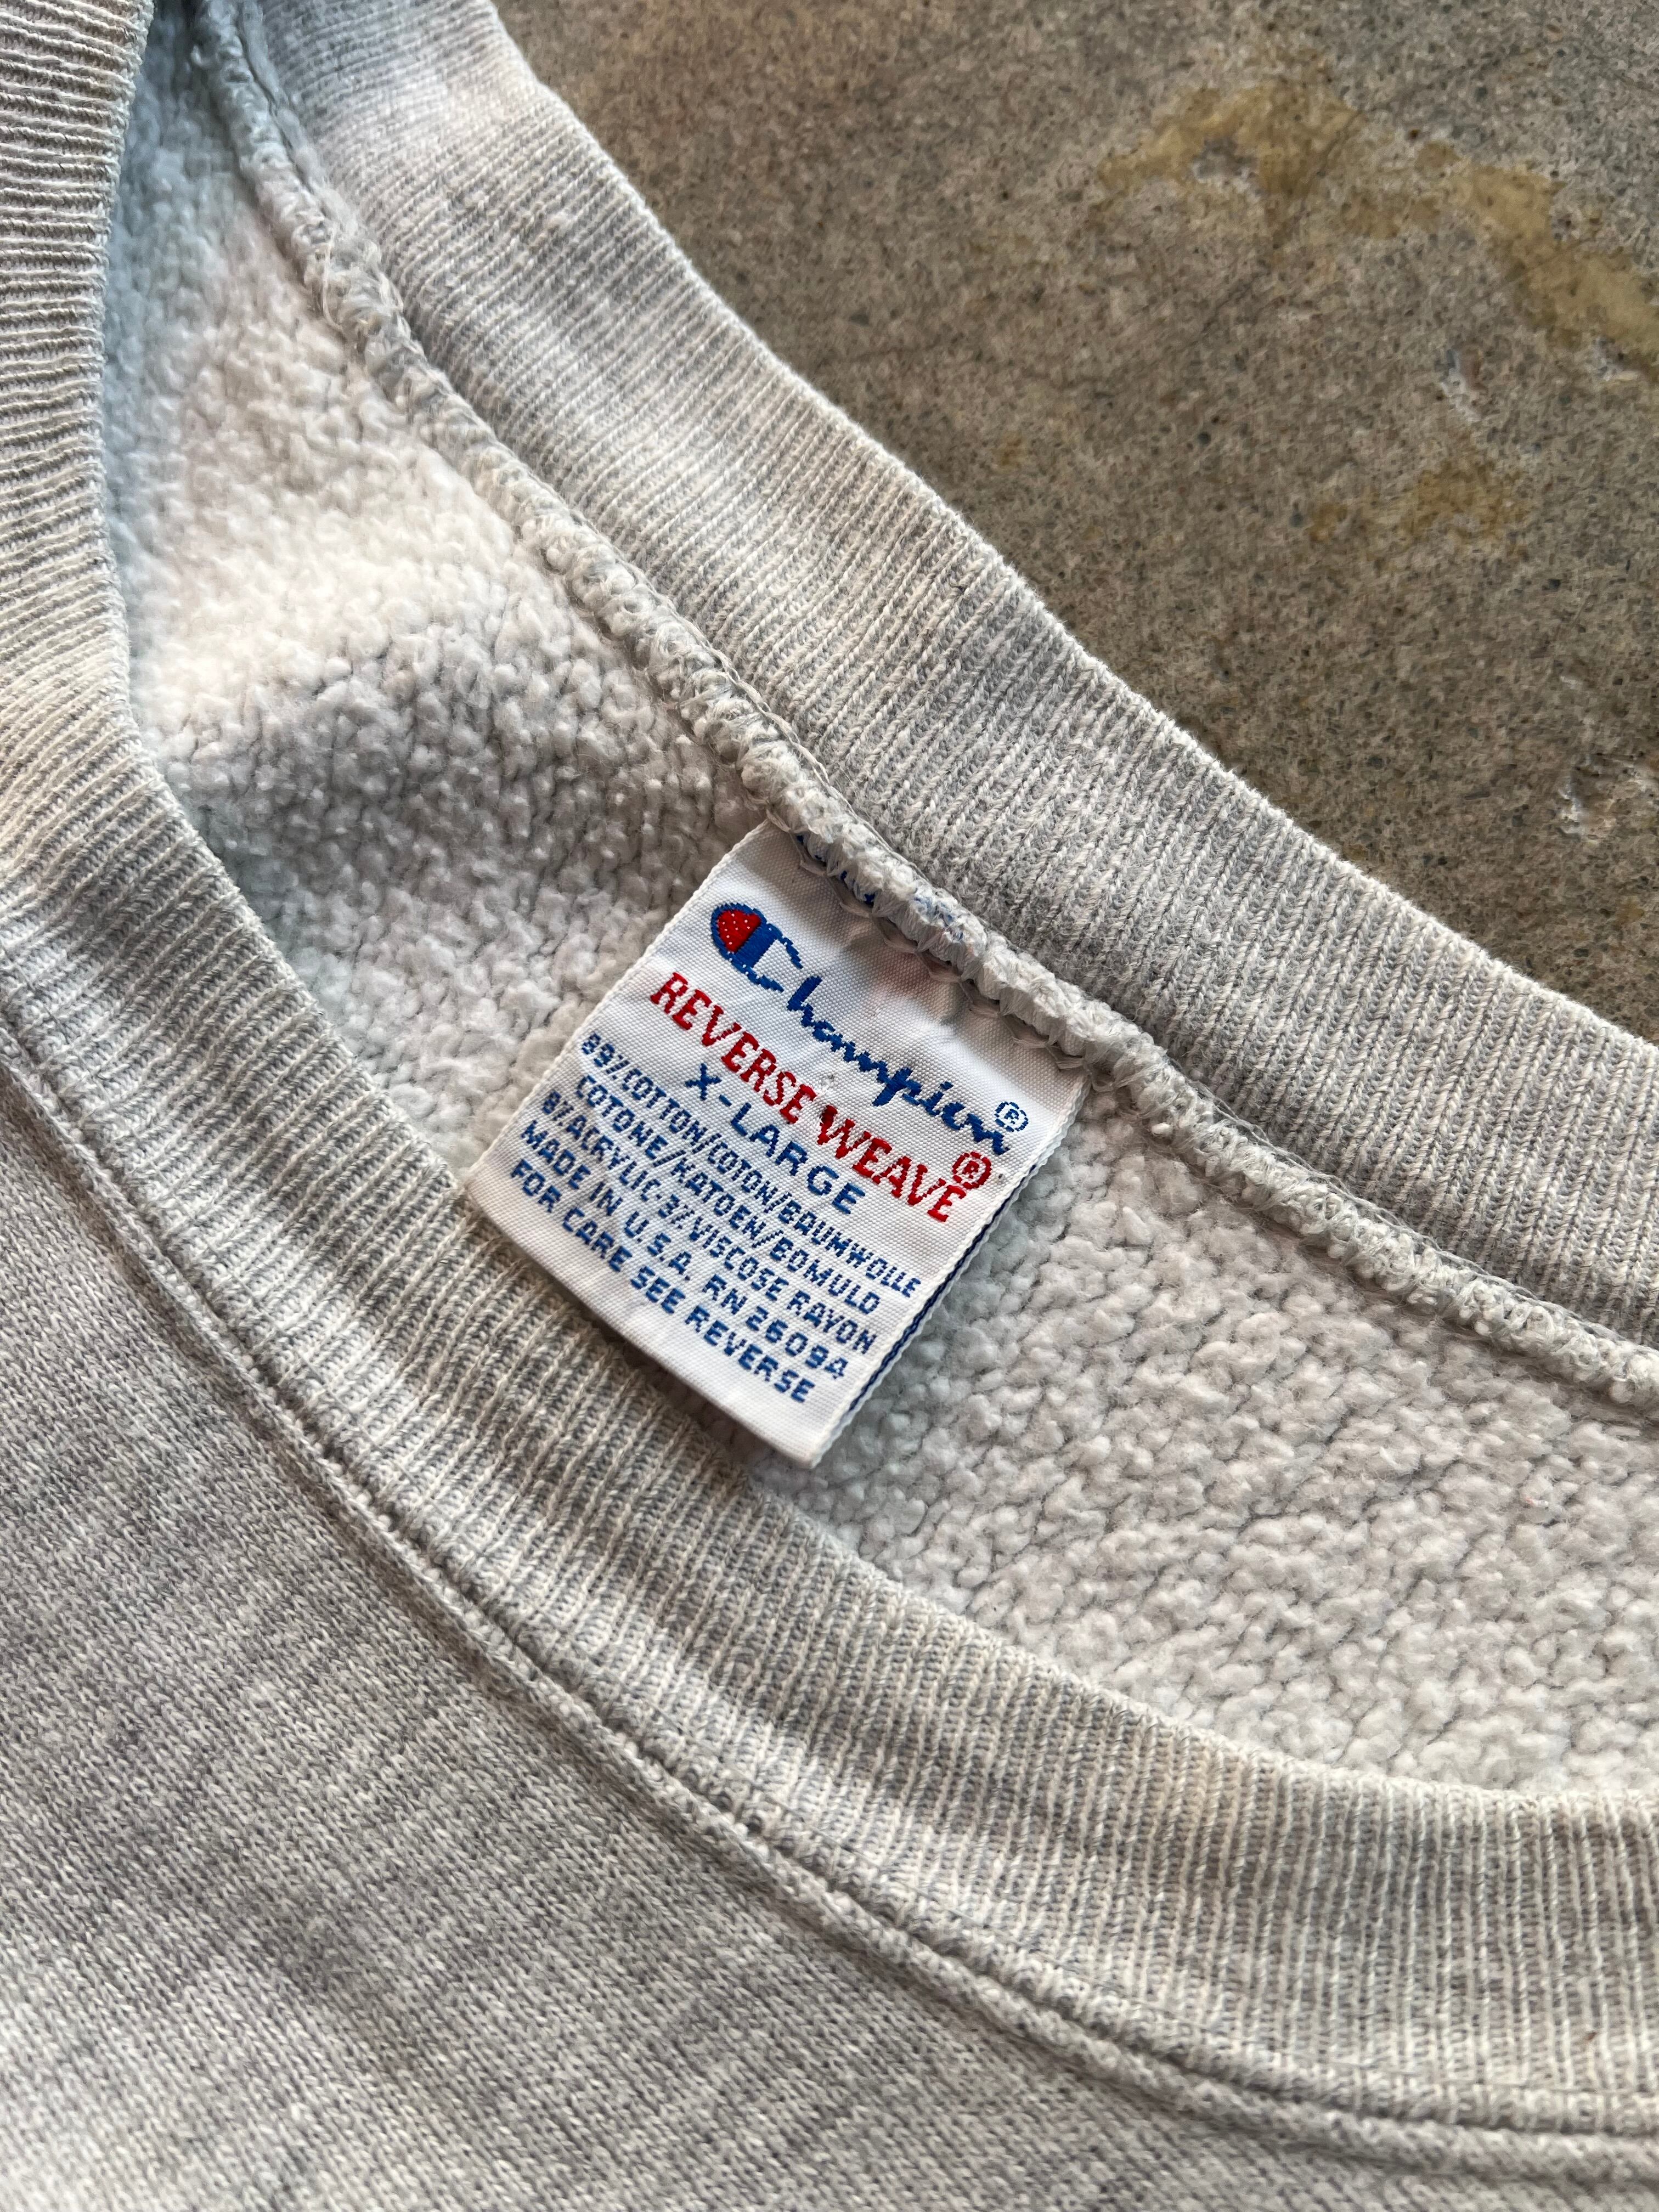 Champion®
REVERSE WEAVE®
X-LARGE
89%COTTON/COTON/BAUMWOLLE
COTONE/KATOEN/BOMULD
8%ACRYLIC·3%VISCOSE RAYON
MADE IN U.S.A. RN 26094
FOR CARE SEE REVERSE